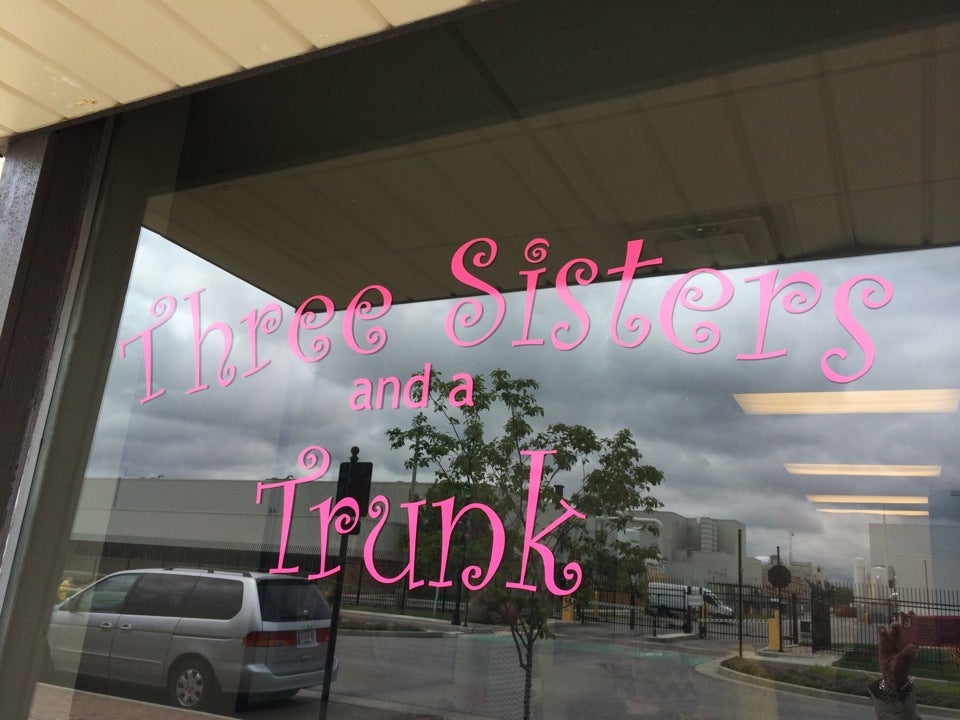 Three Sisters
and a
Trunk